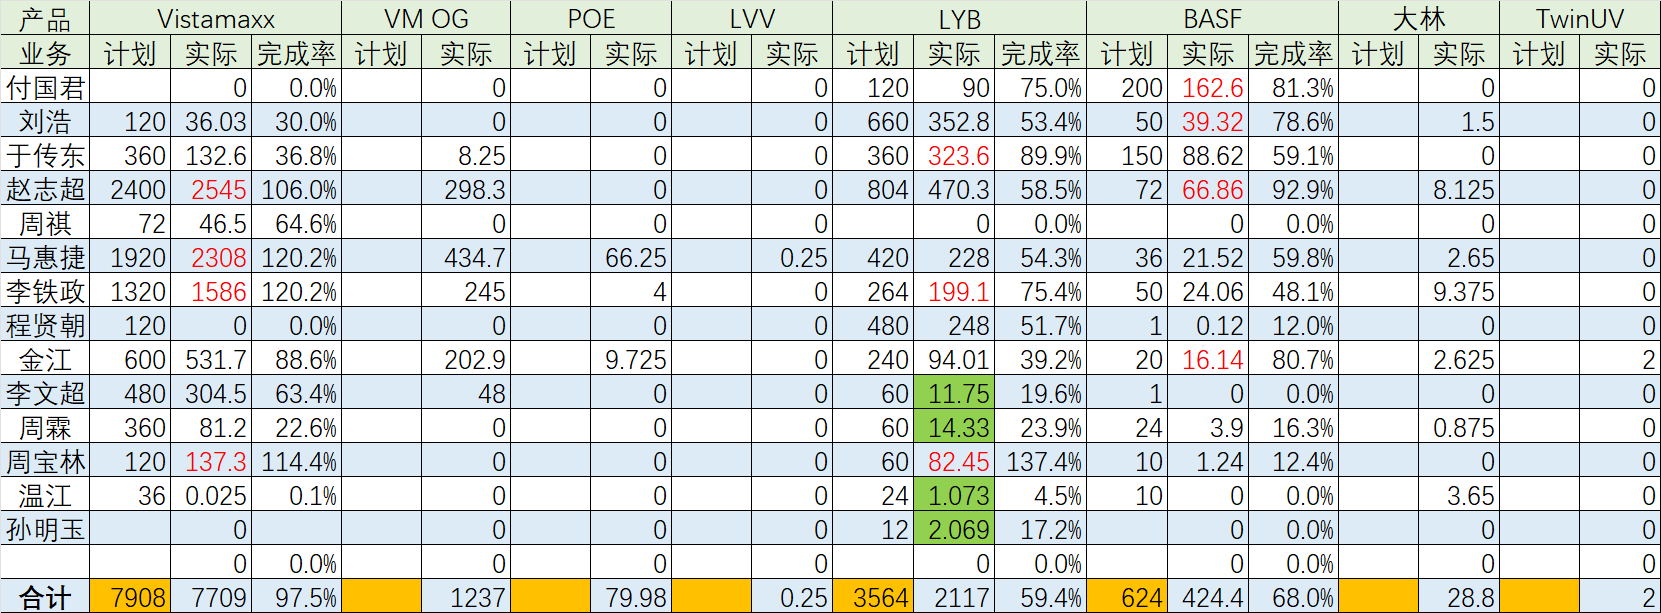 产品 Vistamaxx VM OG POE LVV LYB BASF 大林 TwinUV
业务 计划 实际 完成率 计划 实际 计划 实际 计划 实际 计划 实际 完成率 计划 实际 完成率 计划 实际 计划 实际
付国君 0 0.0% 0 0 0 120 90 75.0% 200 162.6 81.3% 0 0
刘浩 120 36.03 30.0% 0 0 0 660 352.8 53.4% 50 39.32 78.6% 1.5 0
于传东 360 132.6 36.8% 8.25 0 0 360 323.6 89.9% 150 88.62 59.1% 0 0
赵志超 2400 2545 106.0% 298.3 0 0 804 470.3 58.5% 72 66.86 92.9% 8.125 0
周祺 72 46.5 64.6% 0 0 0 0 0.0% 0 0.0% 0 0
马惠捷 1920 2308 120.2% 434.7 66.25 0.25 420 228 54.3% 36 21.52 59.8% 2.65 0
李铁政 1320 1586 120.2% 245 4 0 264 199.1 75.4% 50 24.06 48.1% 9.375 0
程贤朝 120 0 0.0% 0 0 0 480 248 51.7% 1 0.12 12.0% 0 0
金江 600 531.7 88.6% 202.9 9.725 0 240 94.01 39.2% 20 16.14 80.7% 2.625 2
李文超 480 304.5 63.4% 48 0 0 60 11.75 19.6% 1 0 0.0% 0 0
周霖 360 81.2 22.6% 0 0 0 60 14.33 23.9% 24 3.9 16.3% 0.875 0
周宝林 120 137.3 114.4% 0 0 0 60 82.45 137.4% 10 1.24 12.4% 0 0
温江 36 0.025 0.1% 0 0 0 24 1.073 4.5% 10 0 0.0% 3.65 0
孙明玉 0 0 0 0 12 2.069 17.2% 0 0.0% 0 0
0 0.0% 0 0 0 0 0.0% 0 0.0% 0 0
合计 7908 7709 97.5% 1237 79.98 0.25 3564 2117 59.4% 624 424.4 68.0% 28.8 2